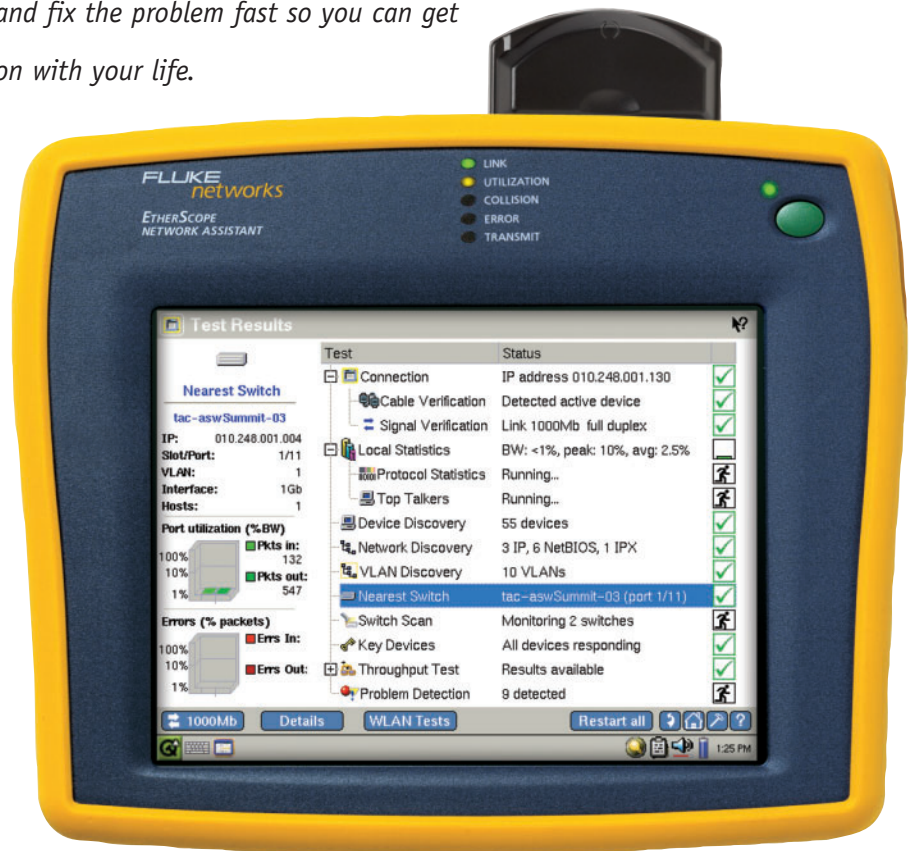 and fix the problem fast so you can get
on with your life.
FLUKE
networks
ETHERSCOPE
NETWORK ASSISTANT
LINK
UTILIZATION
COLLISION
ERROR
TRANSMIT
Test Results
Nearest Switch
tac-aswSummit-03
IP: 010.248.001.004
Slot/Port: 1/11
VLAN: 1
Interface: 1Gb
Hosts: 1
Port utilization (%BW)
100%
10%
1%
Pkts in:
132
Pkts out:
547
Errors (% packets)
100%
10%
1%
Errs In:
Errs Out:
Test Status
Connection IP address 010.248.001.130
Cable Verification Detected active device
Signal Verification Link 1000Mb full duplex
Local Statistics BW: <1%, peak: 10%, avg: 2.5%
Protocol Statistics Running...
Top Talkers Running...
Device Discovery 55 devices
Network Discovery 3 IP, 6 NetBIOS, 1 IPX
VLAN Discovery 10 VLANs
Nearest Switch tac-aswSummit-03 (port 1/11)
Switch Scan Monitoring 2 switches
Key Devices All devices responding
Throughput Test Results available
Problem Detection 9 detected
1000Mb Details WLAN Tests Restart all ?
1:25 PM